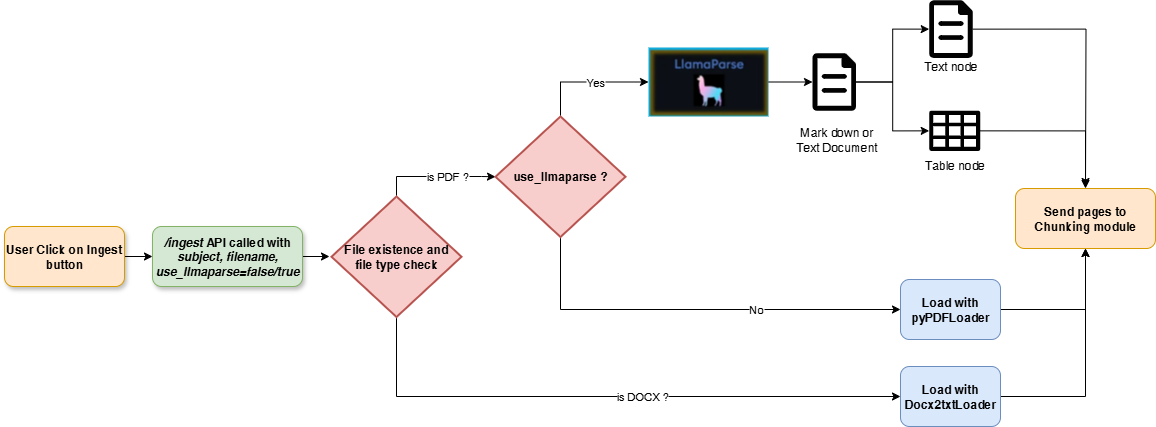 User Click on Ingest
button
/ingest API called with
subject, filename,
use_llmaparse=false/true
File existence and
file type check
is PDF ?
use_llmaparse ?
Yes
LlamaParse
Mark down or
Text Document
Text node
Table node
Send pages to
Chunking module
No
Load with
pyPDFLoader
is DOCX ?
Load with
Docx2txtLoader